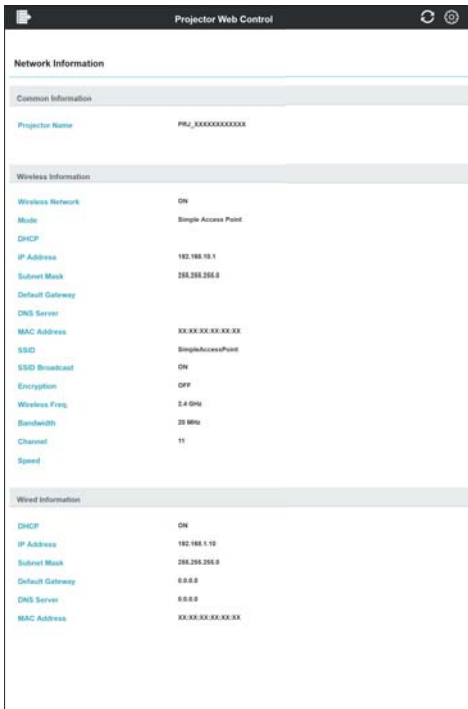 Projector Web Control
Network Information
Common Information
Projector Name PRJ_XXXXXXXXXXXX
Wireless Information
Wireless Network ON
Mode Simple Access Point
DHCP
IP Address 192.168.10.1
Subnet Mask 255.255.255.0
Default Gateway
DNS Server
MAC Address XX:XX:XX:XX:XX:XX
SSID SimpleAccessPoint
SSID Broadcast ON
Encryption OFF
Wireless Freq. 2.4 GHz
Bandwidth 20 MHz
Channel 11
Speed
Wired Information
DHCP ON
IP Address 192.168.1.10
Subnet Mask 255.255.255.0
Default Gateway 0.0.0.0
DNS Server 0.0.0.0
MAC Address XX:XX:XX:XX:XX:XX